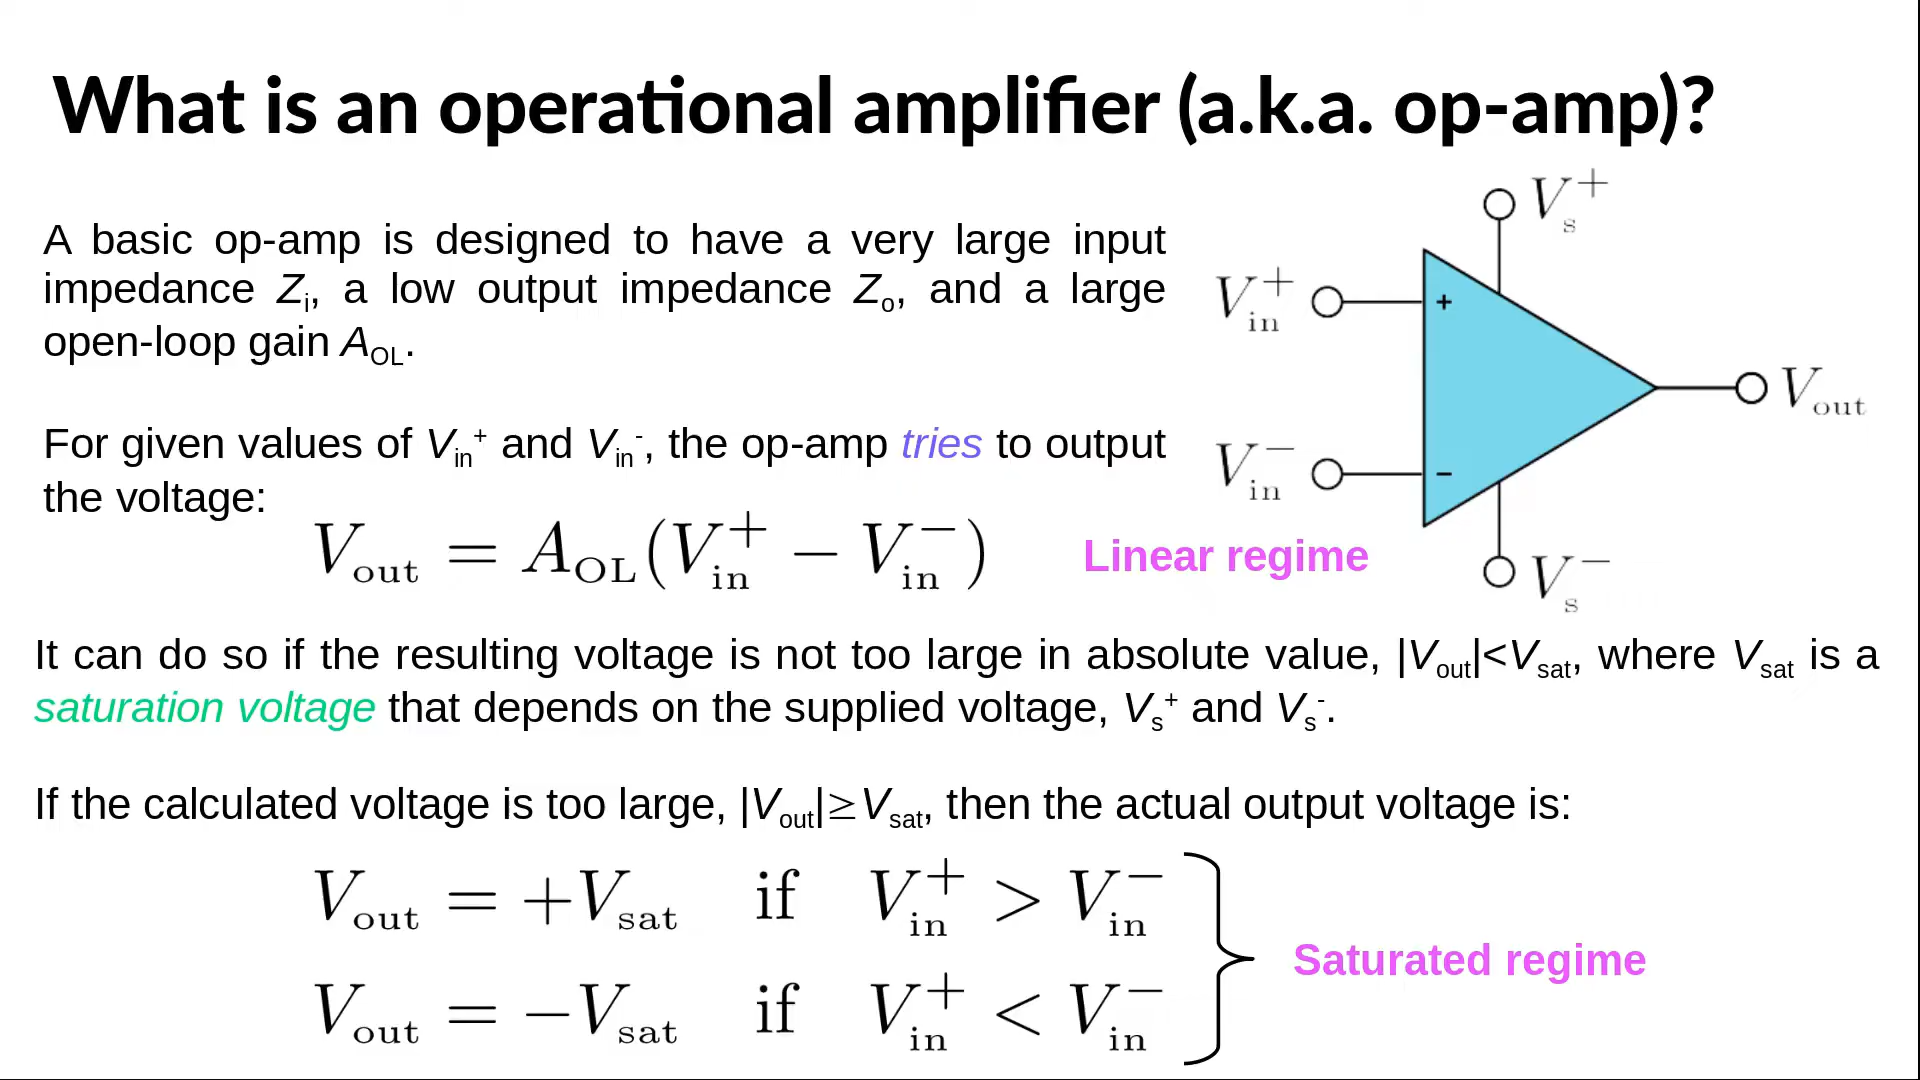 What is an operational amplifier (a.k.a. op-amp)?
A basic op-amp is designed to have a very large input
impedance Zi, a low output impedance Zo, and a large
open-loop gain AOL.
For given values of Vin+ and Vin-, the op-amp tries to output
the voltage:
Vout = AOL(Vin+ − Vin−)
Linear regime
Vs+
Vin+
+
Vout
Vin−
−
Vs−
It can do so if the resulting voltage is not too large in absolute value, |Vout|<Vsat, where Vsat is a
saturation voltage that depends on the supplied voltage, Vs+ and Vs-.
If the calculated voltage is too large, |Vout|≥Vsat, then the actual output voltage is:
Vout = +Vsat if Vin+ > Vin−
Vout = −Vsat if Vin+ < Vin−
Saturated regime